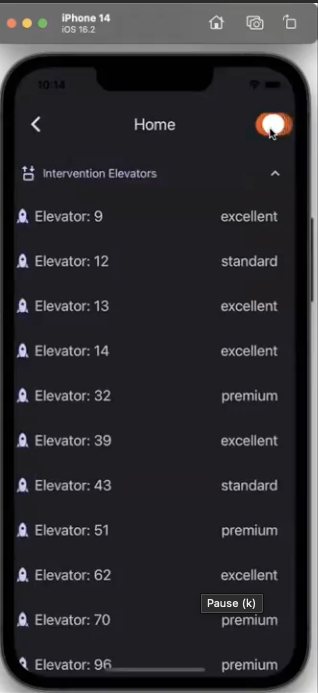 iPhone 14
iOS 16.2
10:14
Home
Intervention Elevators
Elevator: 9 excellent
Elevator: 12 standard
Elevator: 13 excellent
Elevator: 14 excellent
Elevator: 32 premium
Elevator: 39 excellent
Elevator: 43 standard
Elevator: 51 premium
Elevator: 62 excellent
Pause (k)
Elevator: 70 premium
Elevator: 96 premium